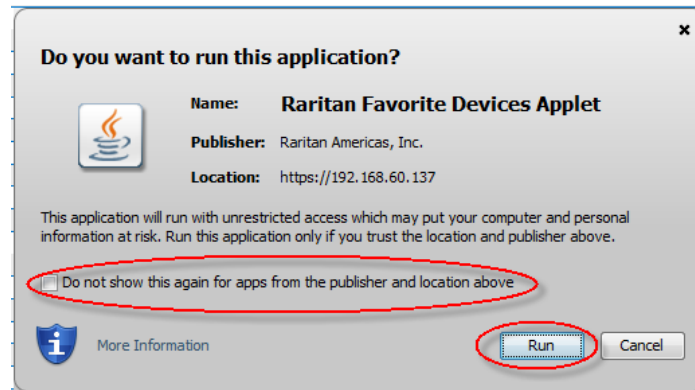 Do you want to run this application?
Name: Raritan Favorite Devices Applet
Publisher: Raritan Americas, Inc.
Location: https://192.168.60.137
This application will run with unrestricted access which may put your computer and personal
information at risk. Run this application only if you trust the location and publisher above.
Do not show this again for apps from the publisher and location above
More Information
Run
Cancel